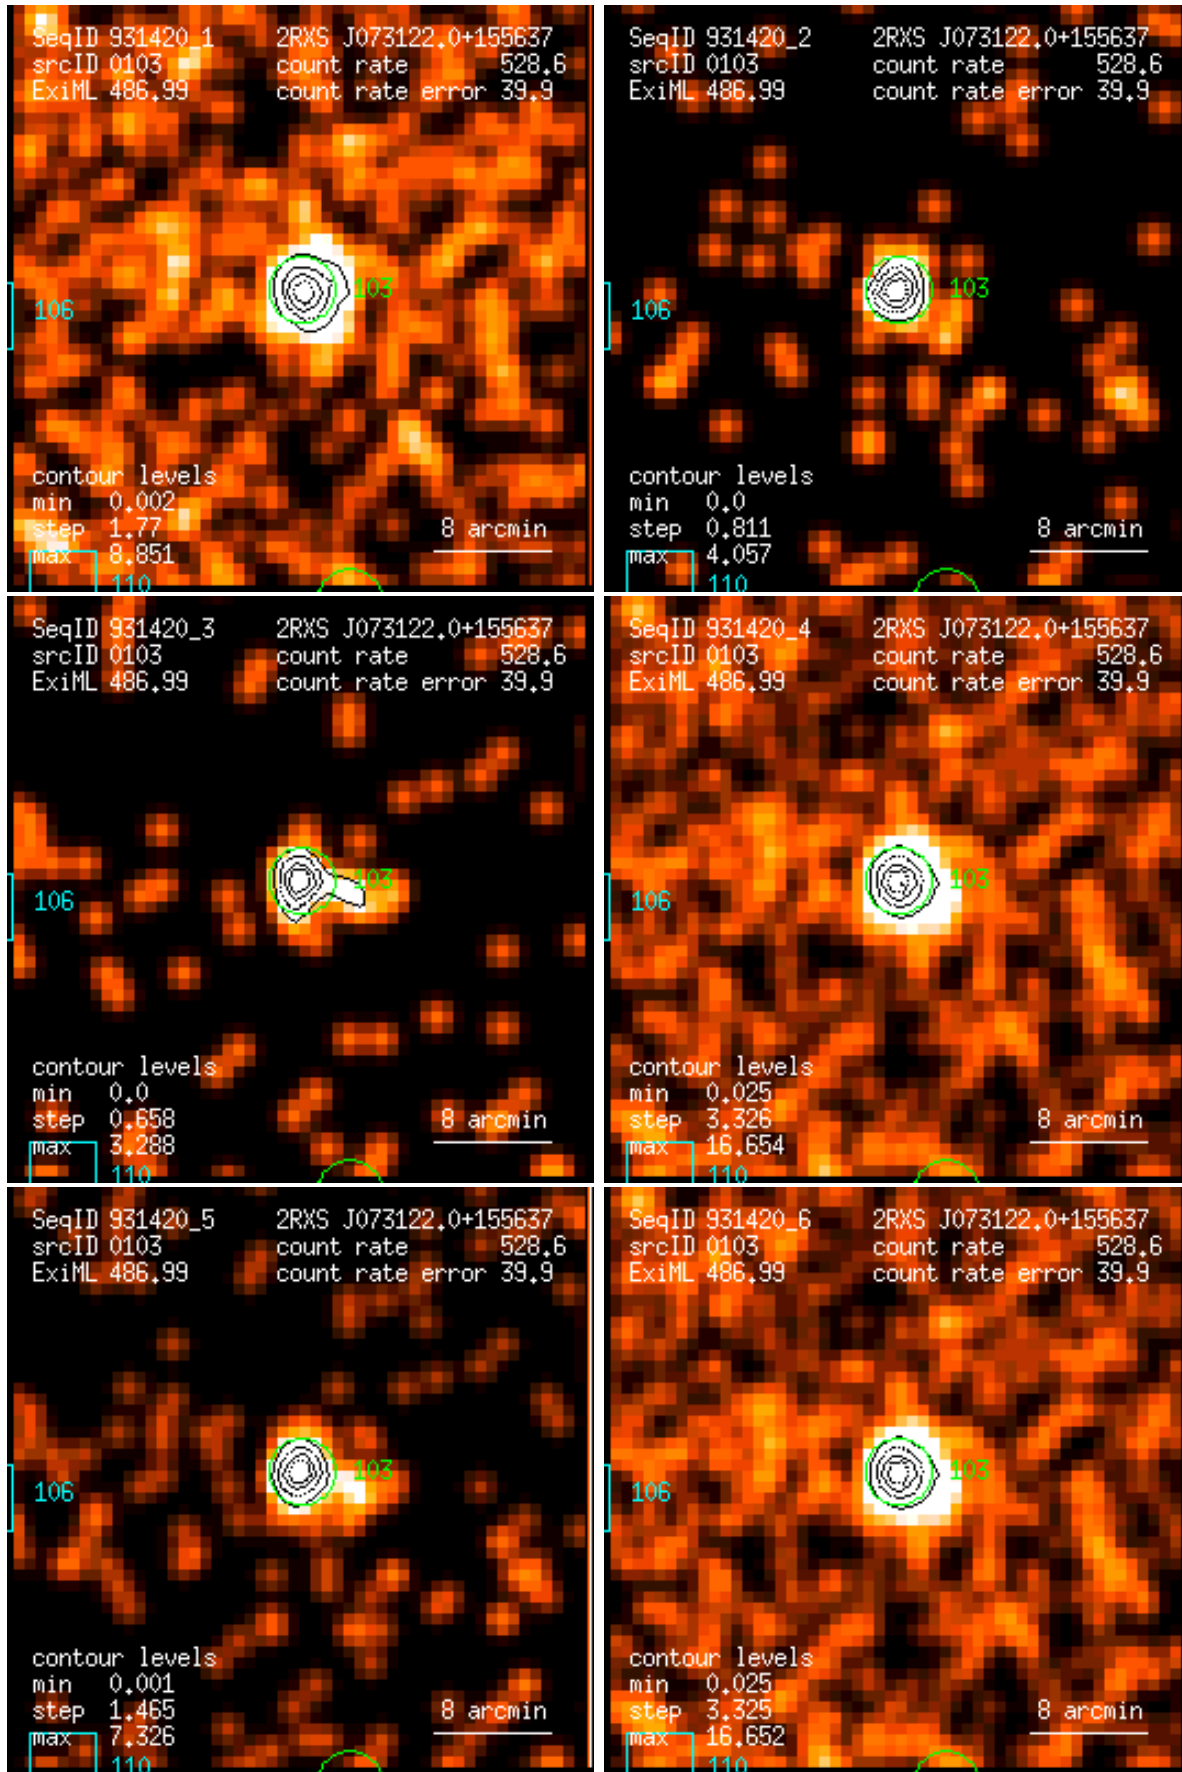 SeqID 931420_1 2RXS J073122.0+155637
srcID 0103 count rate 528.6
ExiML 486.99 count rate error 39.9
103
106
contour levels
min 0.002
step 1.77 8 arcmin
max 8.851
110
SeqID 931420_2 2RXS J073122.0+155637
srcID 0103 count rate 528.6
ExiML 486.99 count rate error 39.9
103
106
contour levels
min 0.0
step 0.811 8 arcmin
max 4.057
110
SeqID 931420_3 2RXS J073122.0+155637
srcID 0103 count rate 528.6
ExiML 486.99 count rate error 39.9
103
106
contour levels
min 0.0
step 0.658 8 arcmin
max 3.288
110
SeqID 931420_4 2RXS J073122.0+155637
srcID 0103 count rate 528.6
ExiML 486.99 count rate error 39.9
103
106
contour levels
min 0.025
step 3.326 8 arcmin
max 16.654
110
SeqID 931420_5 2RXS J073122.0+155637
srcID 0103 count rate 528.6
ExiML 486.99 count rate error 39.9
103
106
contour levels
min 0.001
step 1.465 8 arcmin
max 7.326
110
SeqID 931420_6 2RXS J073122.0+155637
srcID 0103 count rate 528.6
ExiML 486.99 count rate error 39.9
103
106
contour levels
min 0.025
step 3.325 8 arcmin
max 16.652
110